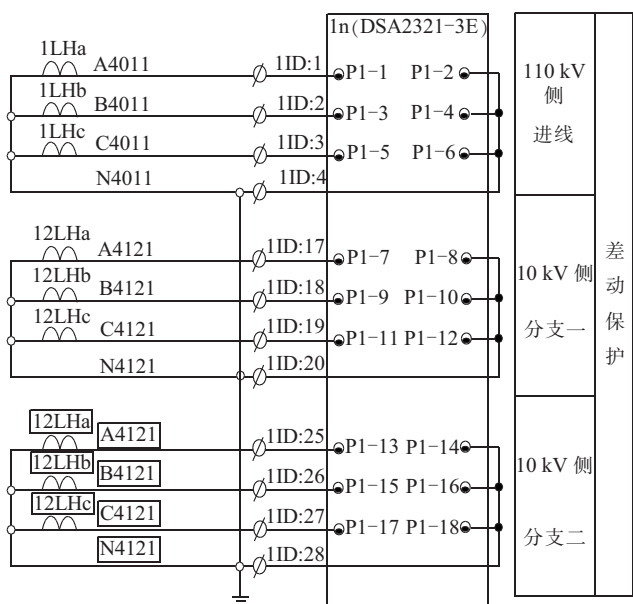 1n(DSA2321-3E)
1LHa A4011 1ID:1 P1-1 P1-2
1LHb B4011 1ID:2 P1-3 P1-4
1LHc C4011 1ID:3 P1-5 P1-6
N4011 1ID:4
110 kV
侧
进线
12LHa A4121 1ID:17 P1-7 P1-8
12LHb B4121 1ID:18 P1-9 P1-10
12LHc C4121 1ID:19 P1-11 P1-12
N4121 1ID:20
10 kV 侧
分支一
12LHa A4121 1ID:25 P1-13 P1-14
12LHb B4121 1ID:26 P1-15 P1-16
12LHc C4121 1ID:27 P1-17 P1-18
N4121 1ID:28
10 kV 侧
分支二
差
动
保
护